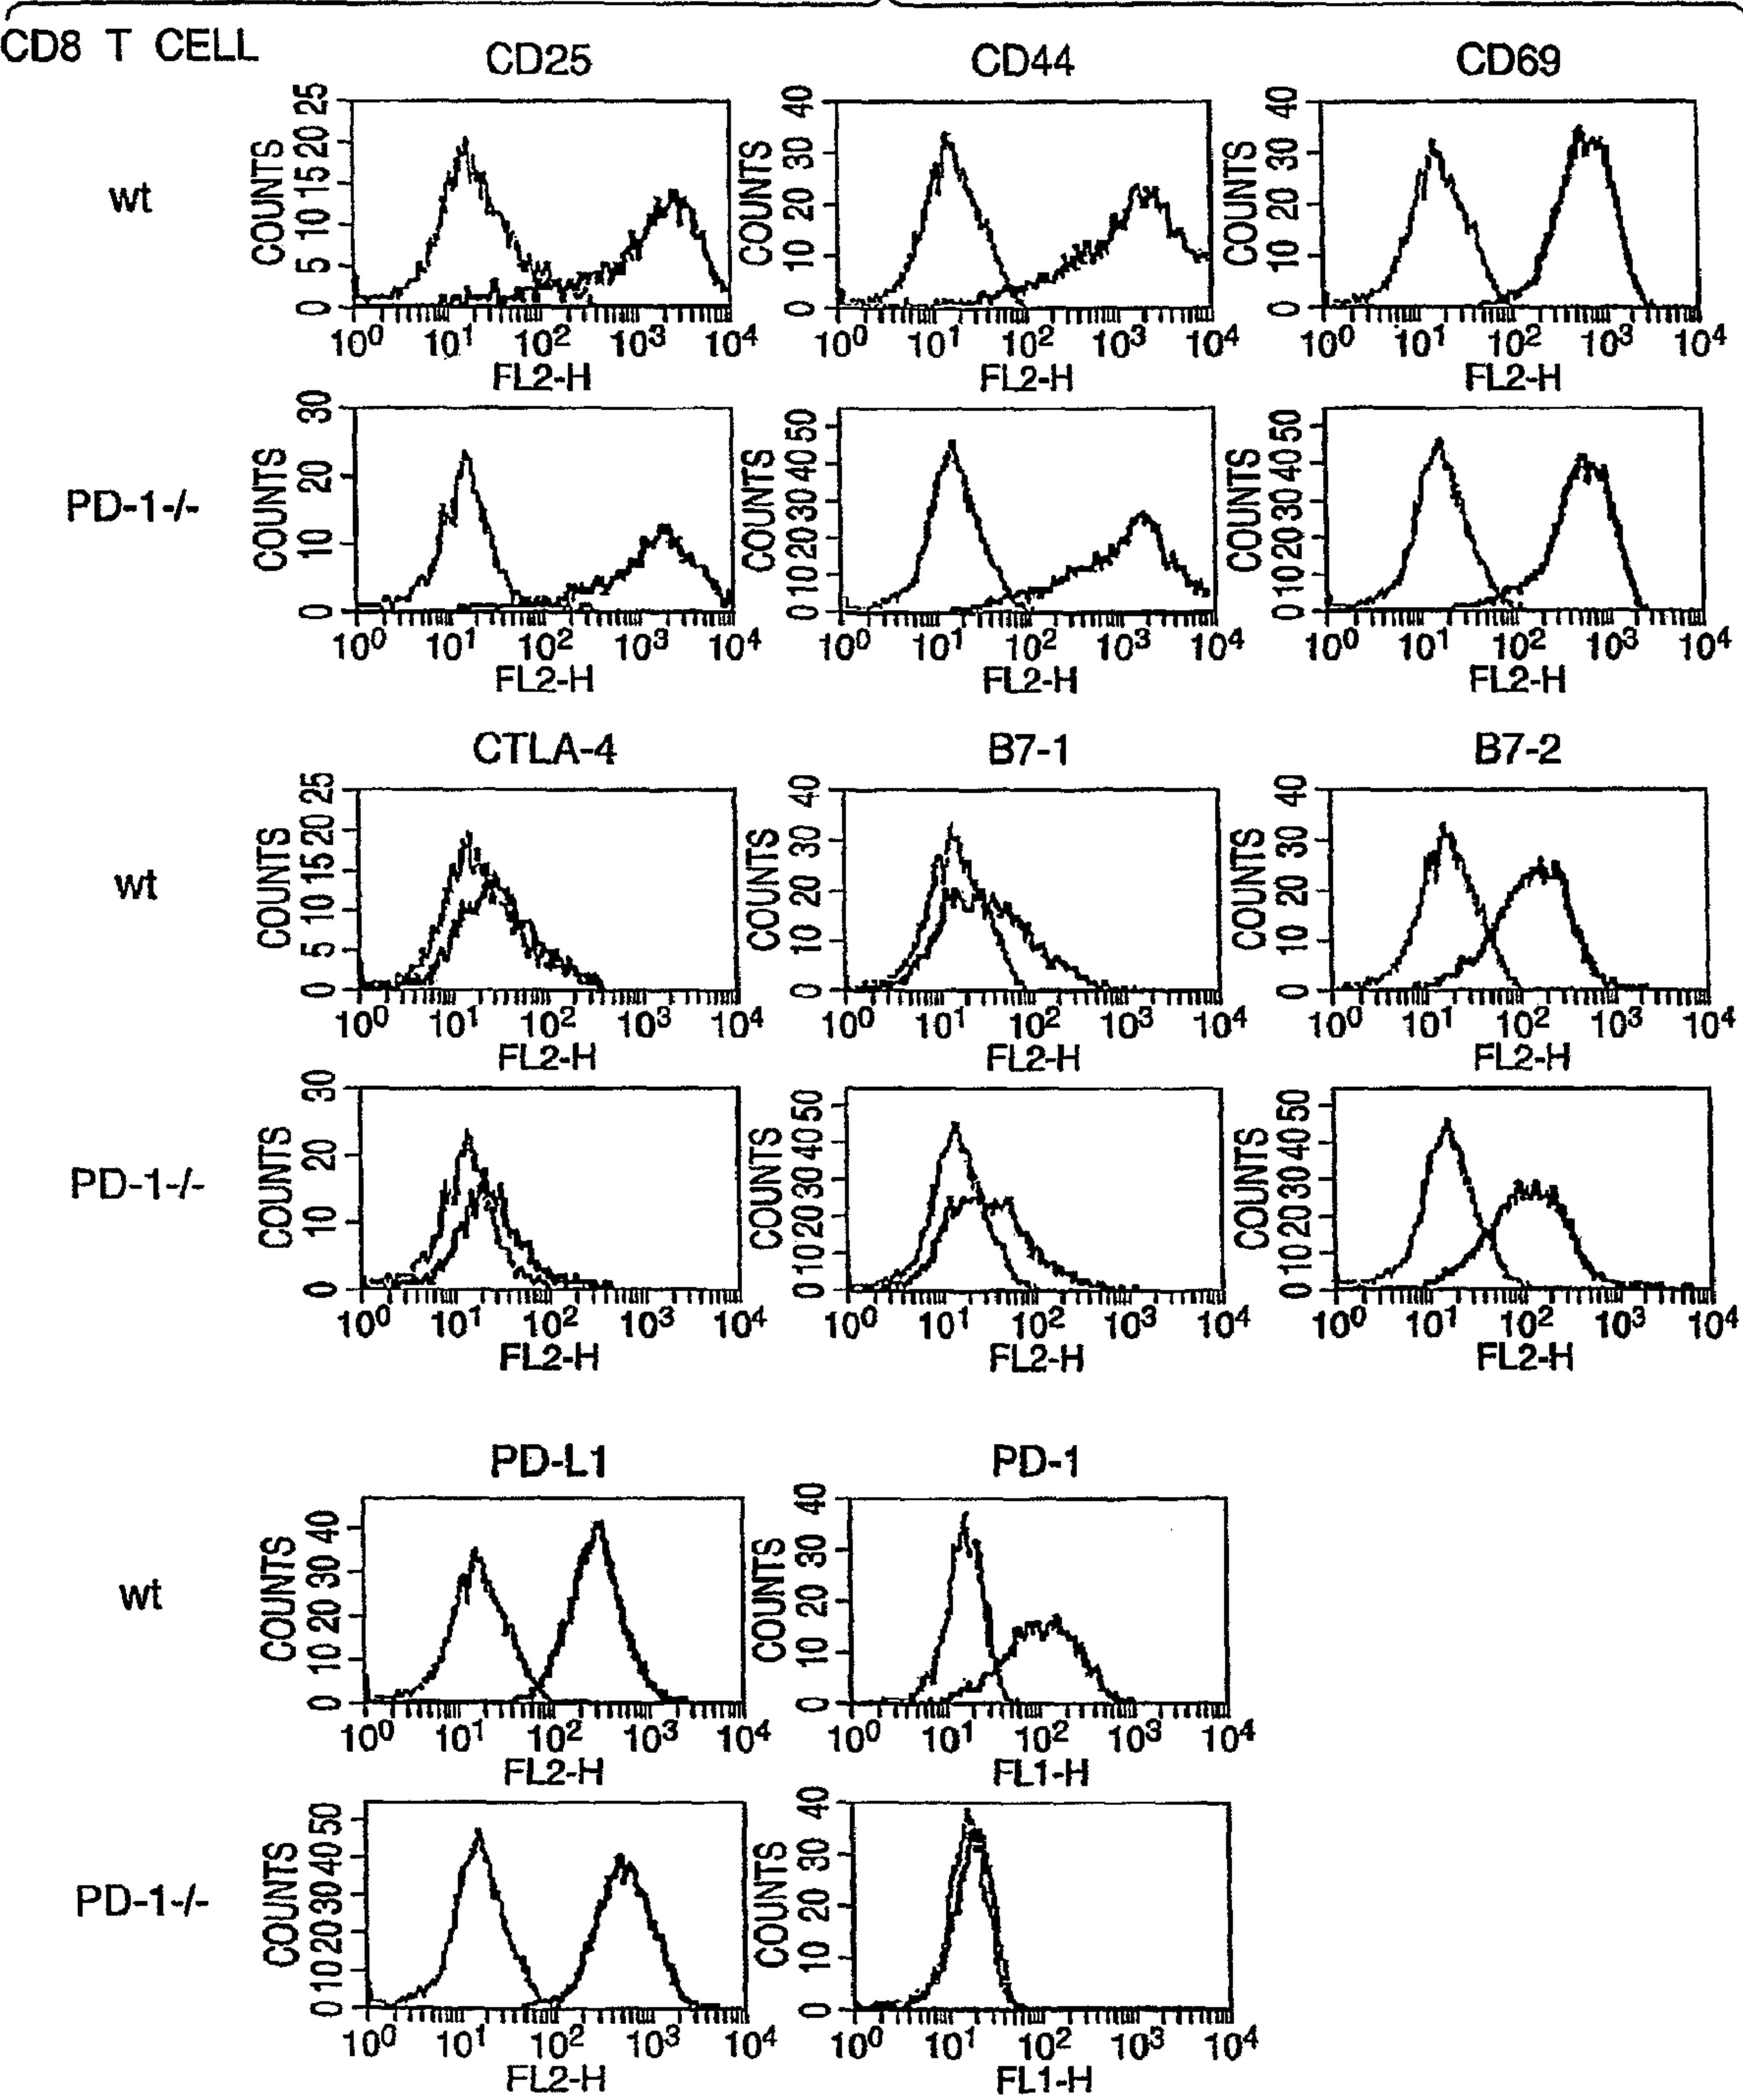 CD8 T CELL
CD25 CD44 CD69
wt
COUNTS 0 5 10 15 20 25 10⁰ 10¹ 10² 10³ 10⁴ FL2-H
COUNTS 0 10 20 30 40 10⁰ 10¹ 10² 10³ 10⁴ FL2-H
COUNTS 0 10 20 30 40 10⁰ 10¹ 10² 10³ 10⁴ FL2-H
PD-1-/-
COUNTS 0 10 20 30 10⁰ 10¹ 10² 10³ 10⁴ FL2-H
COUNTS 0 10 20 30 40 50 10⁰ 10¹ 10² 10³ 10⁴ FL2-H
COUNTS 0 10 20 30 40 50 10⁰ 10¹ 10² 10³ 10⁴ FL2-H
CTLA-4 B7-1 B7-2
wt
COUNTS 0 5 10 15 20 25 10⁰ 10¹ 10² 10³ 10⁴ FL2-H
COUNTS 0 10 20 30 40 10⁰ 10¹ 10² 10³ 10⁴ FL2-H
COUNTS 0 10 20 30 40 10⁰ 10¹ 10² 10³ 10⁴ FL2-H
PD-1-/-
COUNTS 0 10 20 30 10⁰ 10¹ 10² 10³ 10⁴ FL2-H
COUNTS 0 10 20 30 40 50 10⁰ 10¹ 10² 10³ 10⁴ FL2-H
COUNTS 0 10 20 30 40 50 10⁰ 10¹ 10² 10³ 10⁴ FL2-H
PD-L1 PD-1
wt
COUNTS 0 10 20 30 40 10⁰ 10¹ 10² 10³ 10⁴ FL2-H
COUNTS 0 10 20 30 40 10⁰ 10¹ 10² 10³ 10⁴ FL1-H
PD-1-/-
COUNTS 0 10 20 30 40 50 10⁰ 10¹ 10² 10³ 10⁴ FL2-H
COUNTS 0 10 20 30 40 10⁰ 10¹ 10² 10³ 10⁴ FL1-H